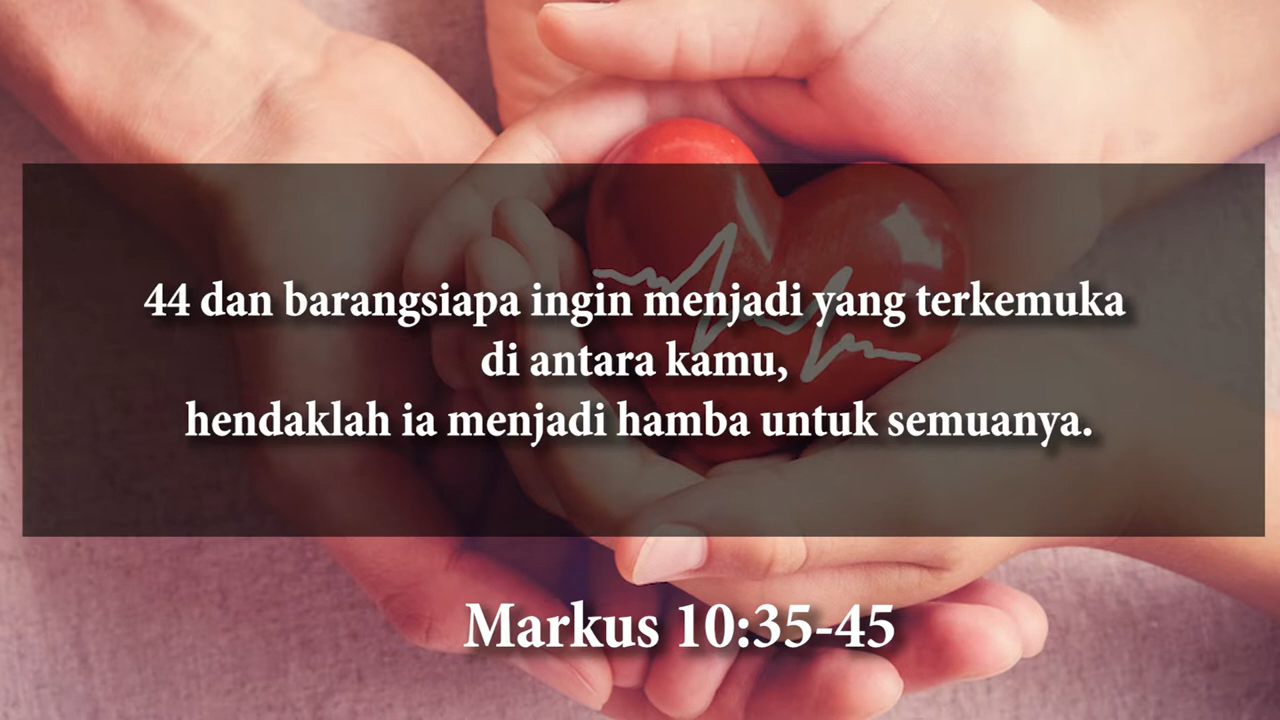 44 dan barangsiapa ingin menjadi yang terkemuka
di antara kamu,
hendaklah ia menjadi hamba untuk semuanya.
Markus 10:35-45